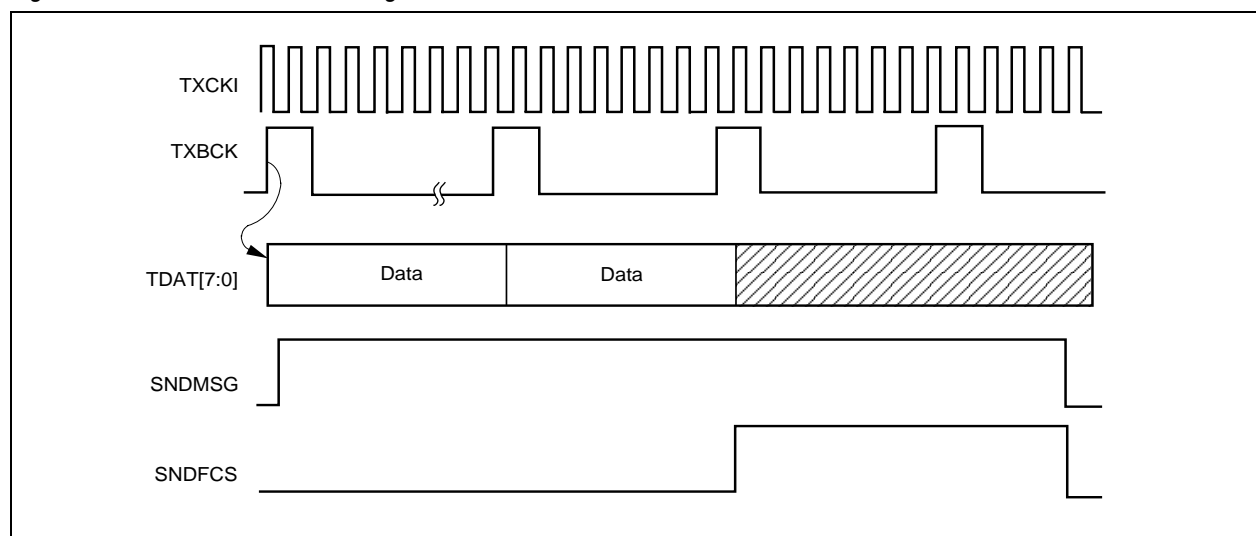 TXCKI
TXBCK
TDAT[7:0]
Data
Data
SNDMSG
SNDFCS